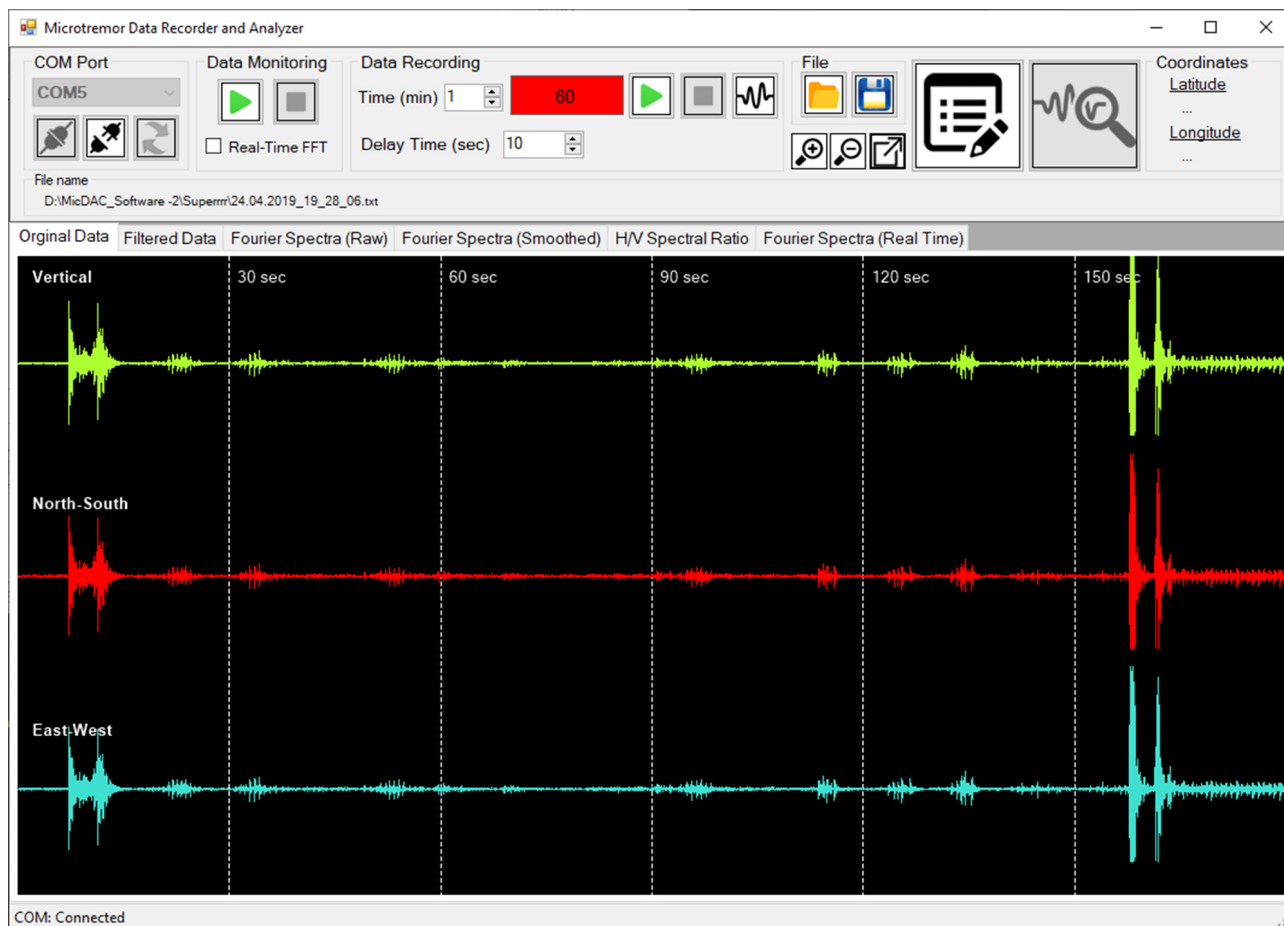 Microtremor Data Recorder and Analyzer
COM Port
COM5
Data Monitoring
Real-Time FFT
Data Recording
Time (min) 1 60
Delay Time (sec) 10
File
Coordinates
Latitude
...
Longitude
...
File name
D:\MicDAC_Software -2\Superrrr\24.04.2019_19_28_06.txt
Orginal Data Filtered Data Fourier Spectra (Raw) Fourier Spectra (Smoothed) H/V Spectral Ratio Fourier Spectra (Real Time)
Vertical 30 sec 60 sec 90 sec 120 sec 150 sec
North-South
East-West
COM: Connected